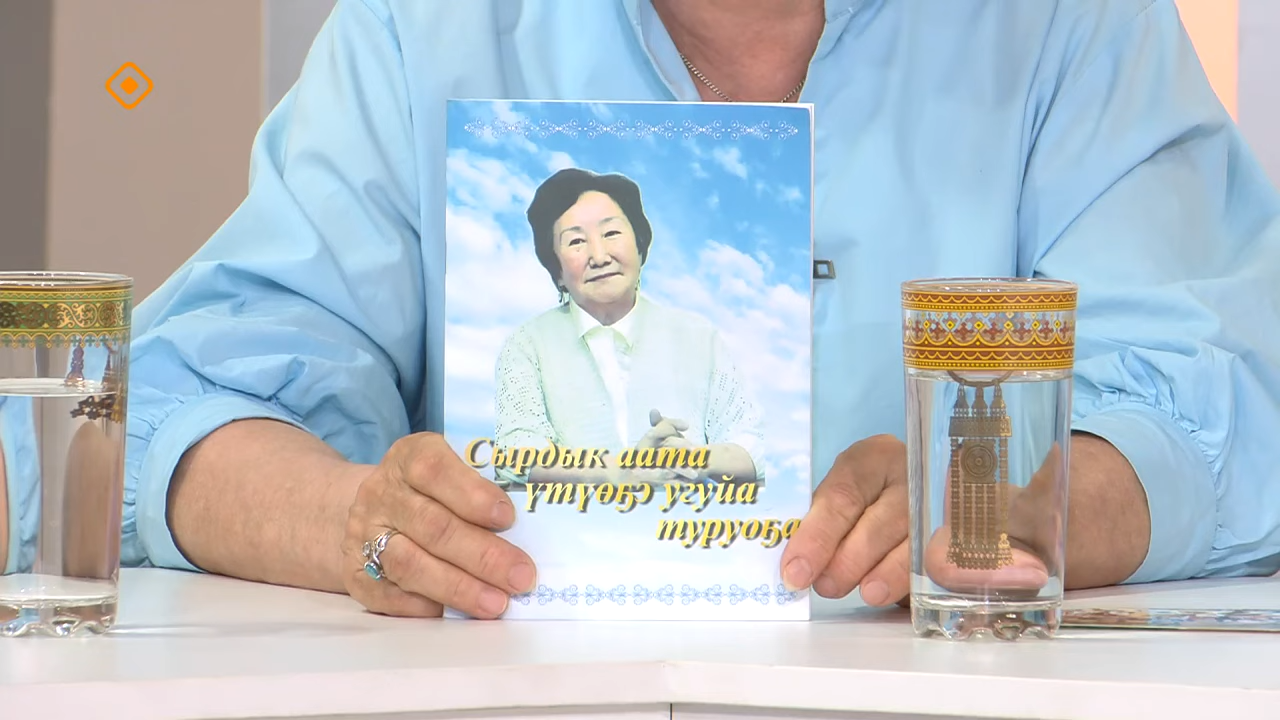 Сырдык аата
үтүөҕэ угуйа
туруоҕа